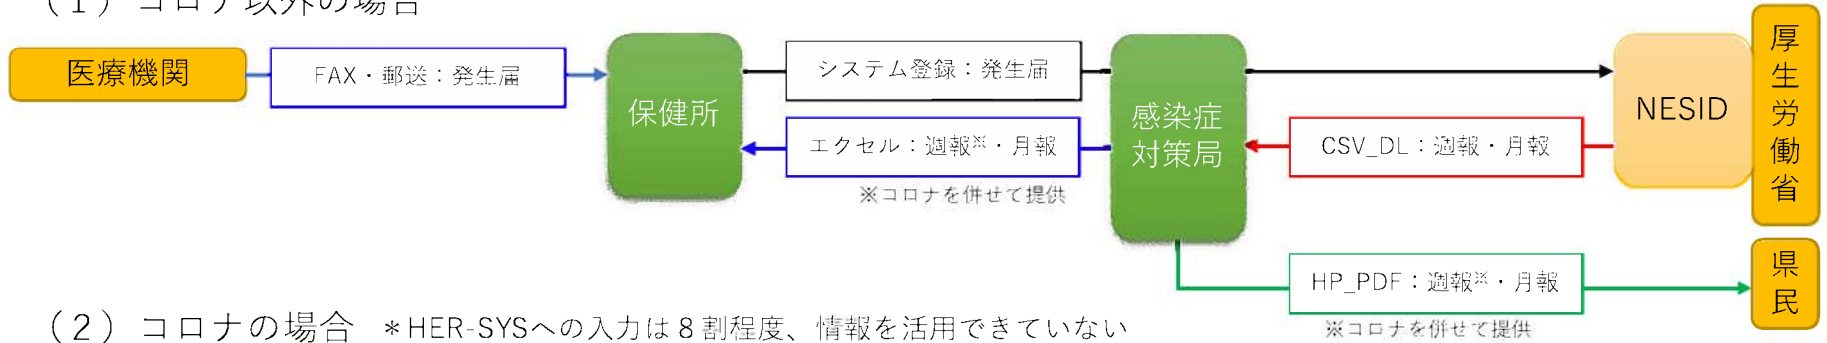 （1）コロナ以外の場合
医療機関
FAX・郵送：発生届
保健所
システム登録：発生届
エクセル：週報※・月報
※コロナを併せて提供
感染症
対策局
CSV_DL：週報・月報
NESID
厚生労働省
HP_PDF：週報※・月報
※コロナを併せて提供
県民
（2）コロナの場合 ＊HER-SYSへの入力は８割程度、情報を活用できていない